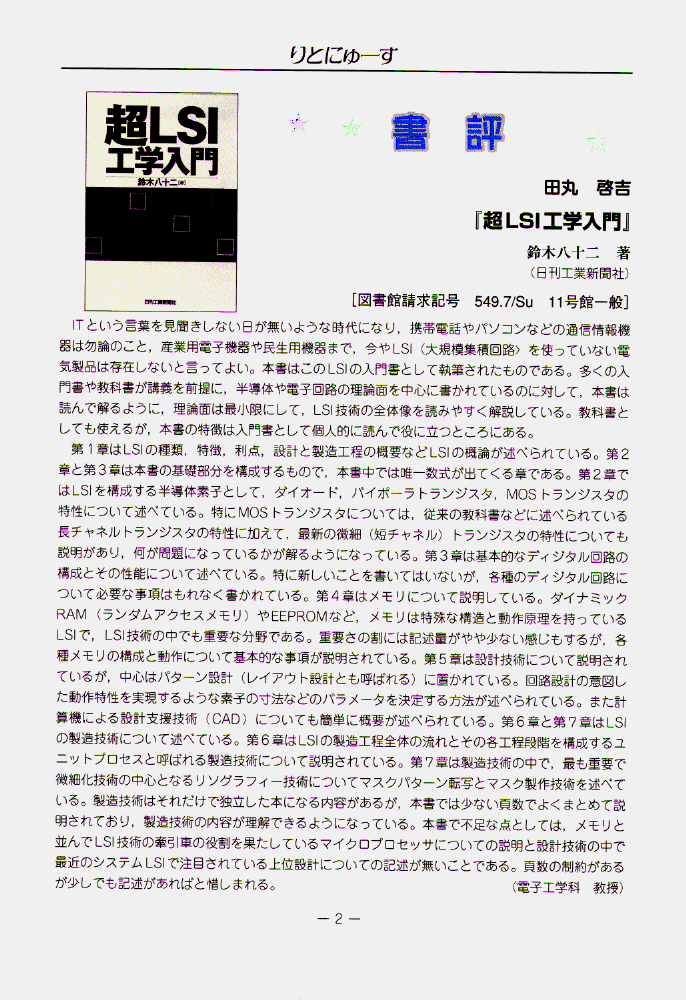 りとにゅーす
超LSI
工学入門
鈴木八十二(著)
日刊工業新聞社
書評
田丸 啓吉
『超LSI工学入門』
鈴木八十二 著
(日刊工業新聞社)
[図書館請求記号 549.7/Su 11号館一般]
ITという言葉を見聞きしない日が無いような時代になり,携帯電話やパソコンなどの通信情報機
器は勿論のこと,産業用電子機器や民生用機器まで,今やLSI(大規模集積回路)を使っていない電
気製品は存在しないと言ってよい。本書はこのLSIの入門書として執筆されたものである。多くの入
門書や教科書が講義を前提に,半導体や電子回路の理論面を中心に書かれているのに対して,本書は
読んで解るように,理論面は最小限にして,LSI技術の全体像を読みやすく解説している。教科書と
しても使えるが,本書の特徴は入門書として個人的に読んで役に立つところにある。
第1章はLSIの種類,特徴,利点,設計と製造工程の概要などLSIの概論が述べられている。第2
章と第3章は本書の基礎部分を構成するもので,本書中では唯一数式が出てくる章である。第2章で
はLSIを構成する半導体素子として,ダイオード,バイポーラトランジスタ,MOSトランジスタの
特性について述べている。特にMOSトランジスタについては,従来の教科書などに述べられている
長チャネルトランジスタの特性に加えて,最新の微細(短チャネル)トランジスタの特性についても
説明があり,何が問題になっているかが解るようになっている。第3章は基本的なディジタル回路の
構成とその性能について述べている。特に新しいことを書いてはいないが,各種のディジタル回路に
ついて必要な事項はもれなく書かれている。第4章はメモリについて説明している。ダイナミック
RAM(ランダムアクセスメモリ)やEEPROMなど,メモリは特殊な構造と動作原理を持っている
LSIで,LSI技術の中でも重要な分野である。重要さの割には記述量がやや少ない感じもするが,各
種メモリの構成と動作について基本的な事項が説明されている。第5章は設計技術について説明され
ているが,中心はパターン設計(レイアウト設計とも呼ばれる)に置かれている。回路設計の意図し
た動作特性を実現するような素子の寸法などのパラメータを決定する方法が述べられている。また計
算機による設計支援技術(CAD)についても簡単に概要が述べられている。第6章と第7章はLSI
の製造技術について述べている。第6章はLSIの製造工程全体の流れとその各工程段階を構成するユ
ニットプロセスと呼ばれる製造技術について説明されている。第7章は製造技術の中で,最も重要で
微細化技術の中心となるリソグラフィー技術についてマスクパターン転写とマスク製作技術を述べて
いる。製造技術はそれだけで独立した本になる内容があるが,本書では少ない頁数でよくまとめて説
明されており,製造技術の内容が理解できるようになっている。本書で不足な点としては,メモリと
並んでLSI技術の牽引車の役割を果たしているマイクロプロセッサについての説明と設計技術の中で
最近のシステムLSIで注目されている上位設計についての記述が無いことである。頁数の制約がある
が少しでも記述があればと惜しまれる。 (電子工学科 教授)
― 2 ―